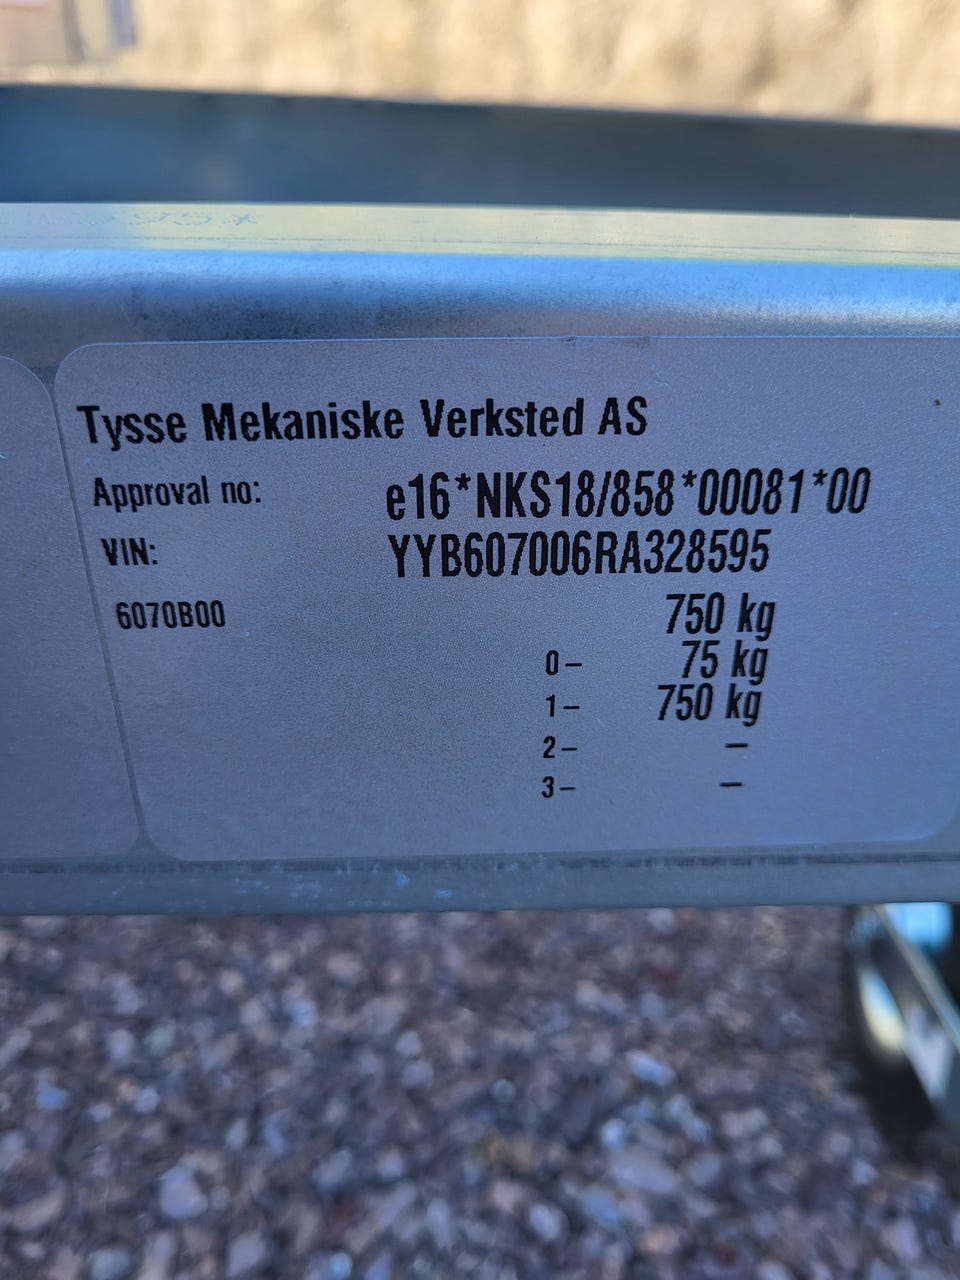 Tysse Mekaniske Verksted AS
Approval no: e16*NKS18/858*00081*00
VIN: YYB607006RA328595
6070B00 750 kg
0– 75 kg
1– 750 kg
2– –
3– –